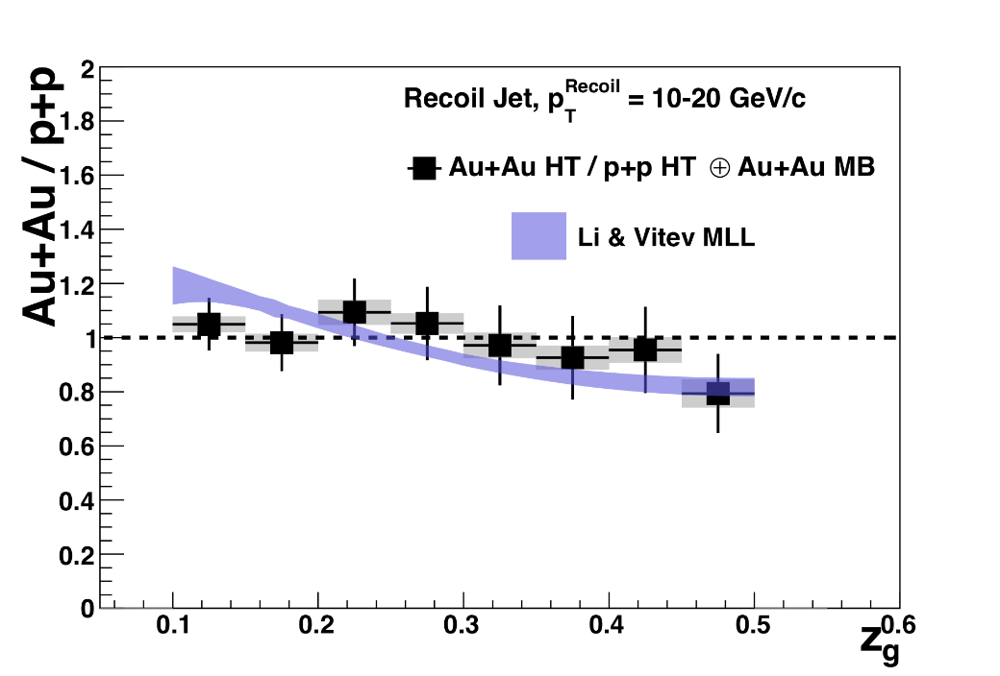 Au+Au / p+p
2
1.8
1.6
1.4
1.2
1
0.8
0.6
0.4
0.2
0
Recoil Jet, p_T^Recoil = 10-20 GeV/c
Au+Au HT / p+p HT ⊕ Au+Au MB
Li & Vitev MLL
0.1 0.2 0.3 0.4 0.5 0.6
z_g